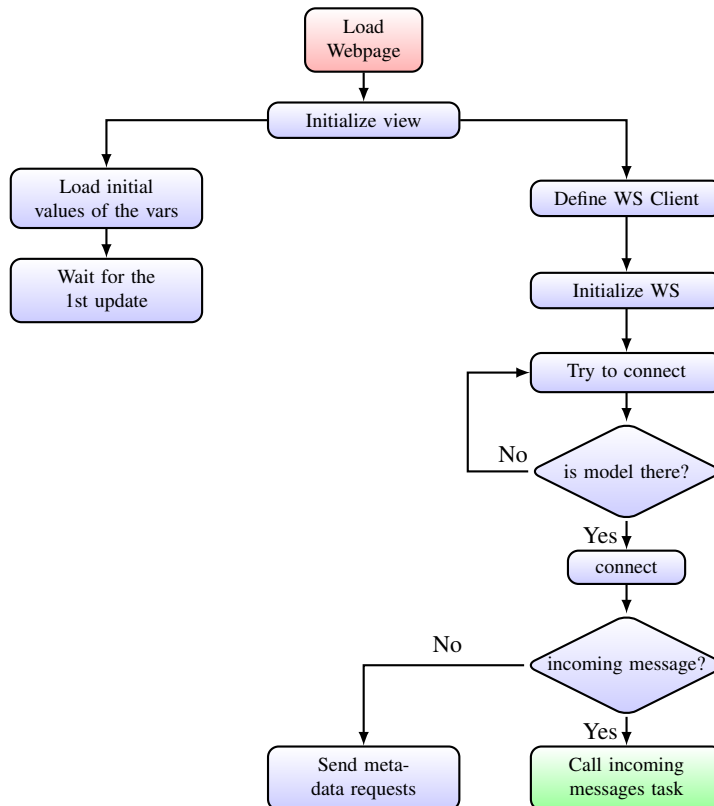 Load
Webpage
Initialize view
Load initial
values of the vars
Define WS Client
Wait for the
1st update
Initialize WS
Try to connect
No
is model there?
Yes
connect
No
incoming message?
Yes
Send meta-
data requests
Call incoming
messages task